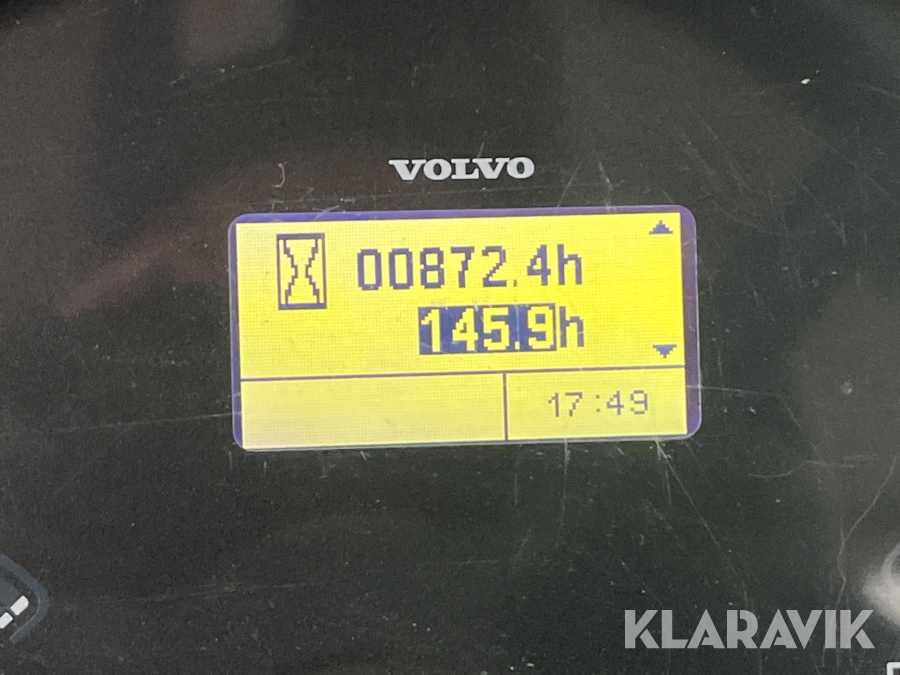 VOLVO
00872.4h
145.9h
17:49
KLARAVIK